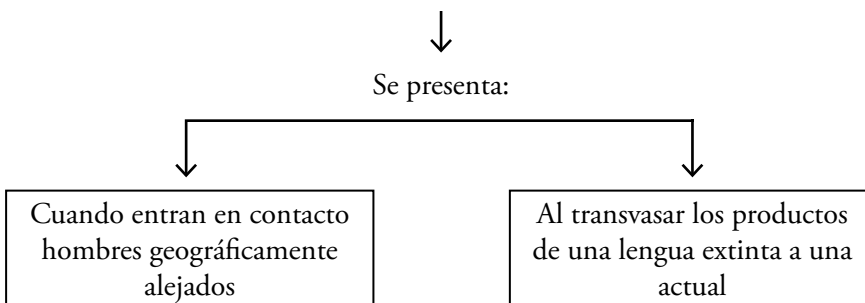 Se presenta:
Cuando entran en contacto
hombres geográficamente
alejados
Al transvasar los productos
de una lengua extinta a una
actual